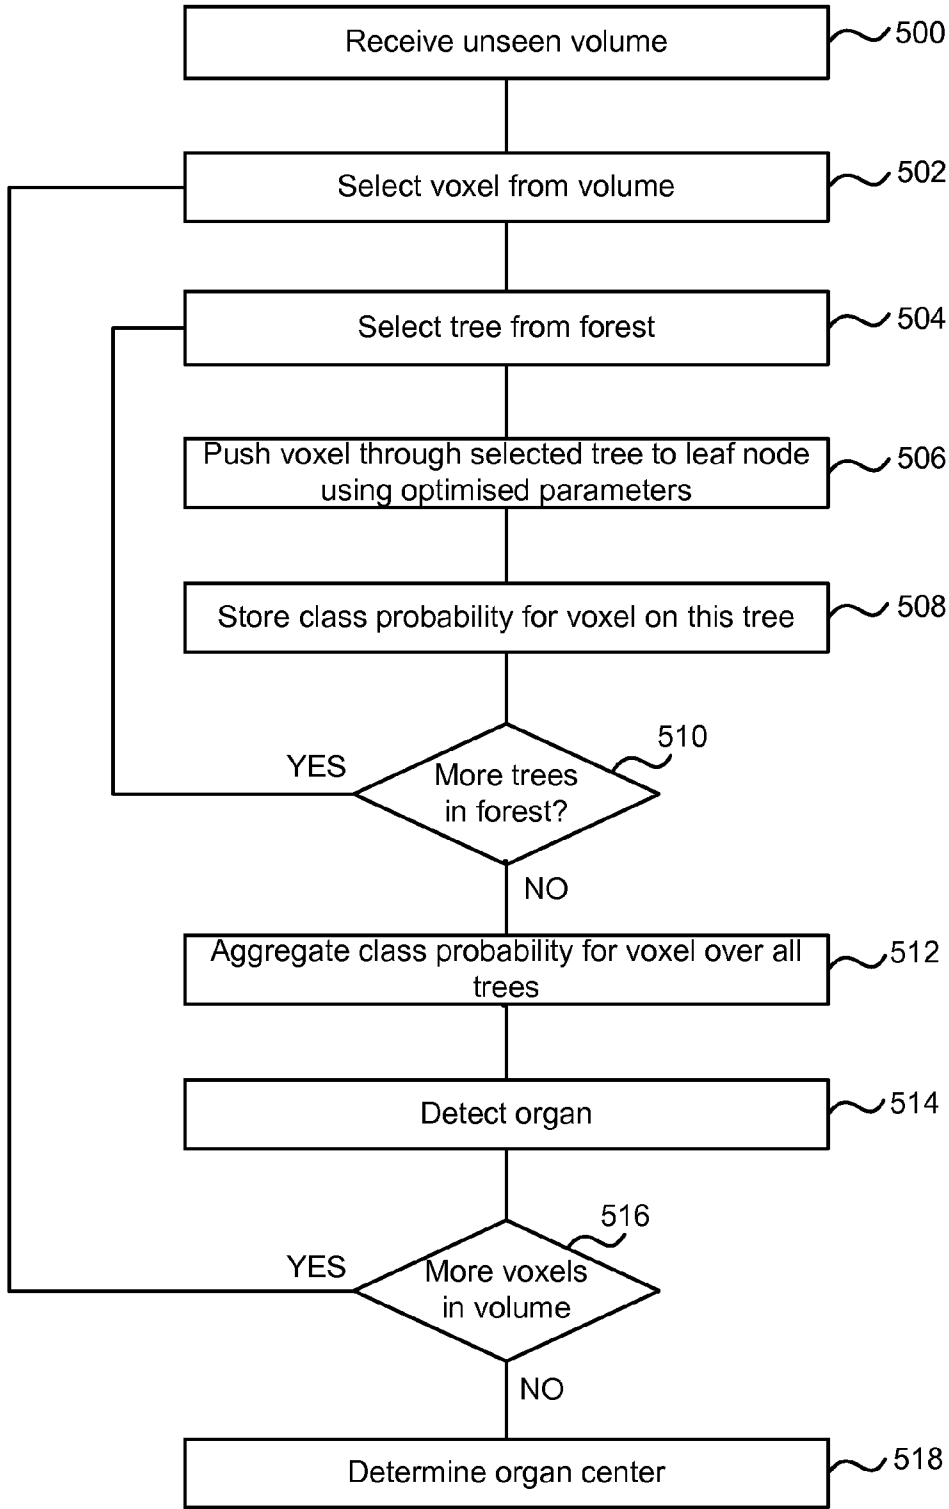 Receive unseen volume
500
Select voxel from volume
502
Select tree from forest
504
Push voxel through selected tree to leaf node
using optimised parameters
506
Store class probability for voxel on this tree
508
510
YES
More trees
in forest?
NO
Aggregate class probability for voxel over all
trees
512
Detect organ
514
516
YES
More voxels
in volume
NO
Determine organ center
518